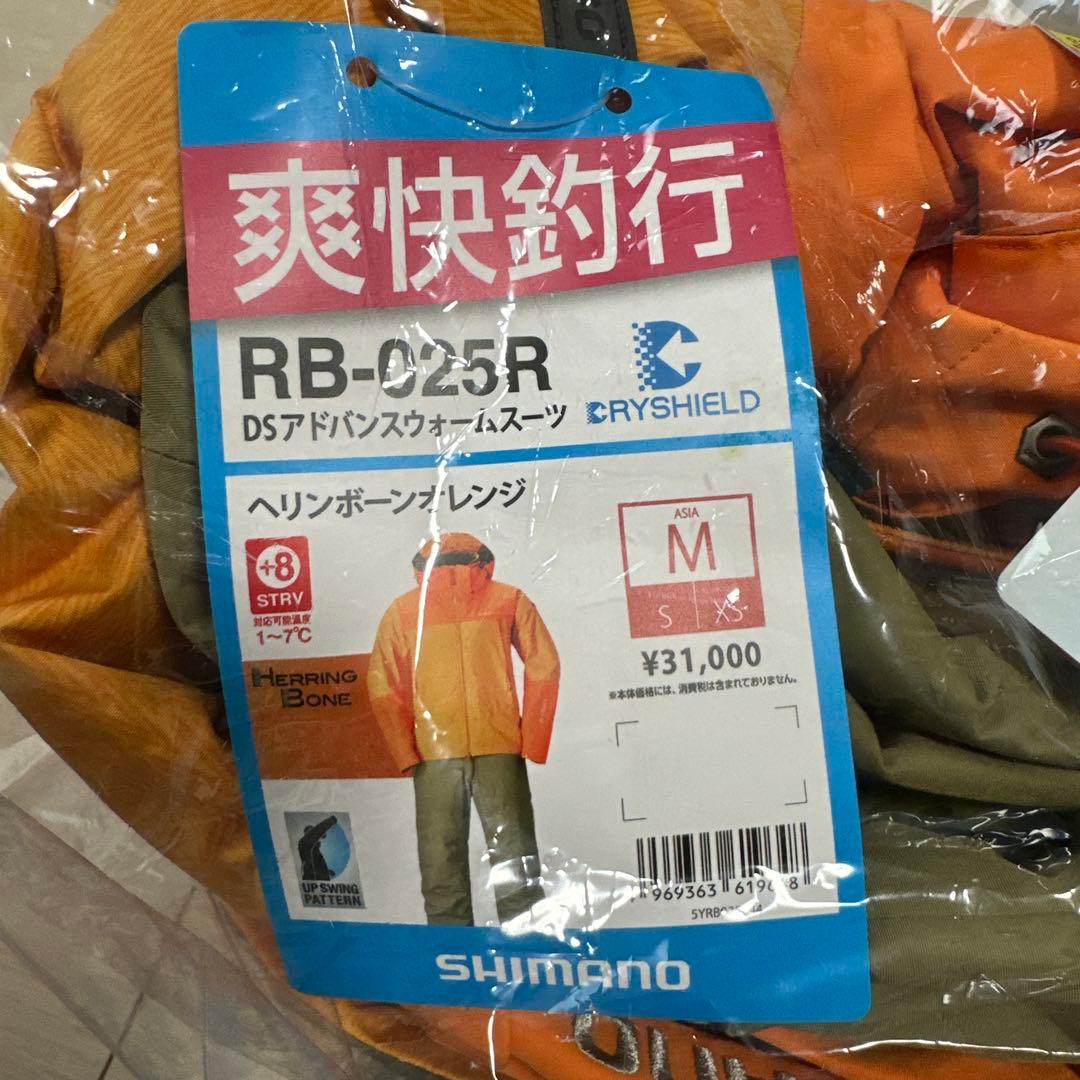 爽快釣行
RB-025R
DSアドバンスウォームスーツ
CRYSHIELD
ヘリンボーンオレンジ
+8
STRV
対応可能温度
1〜7℃
HERRING
BONE
ASIA
M
S
XS
¥31,000
※本体価格には、消費税は含まれておりません。
UP SWING
PATTERN
969363
SHIMANO